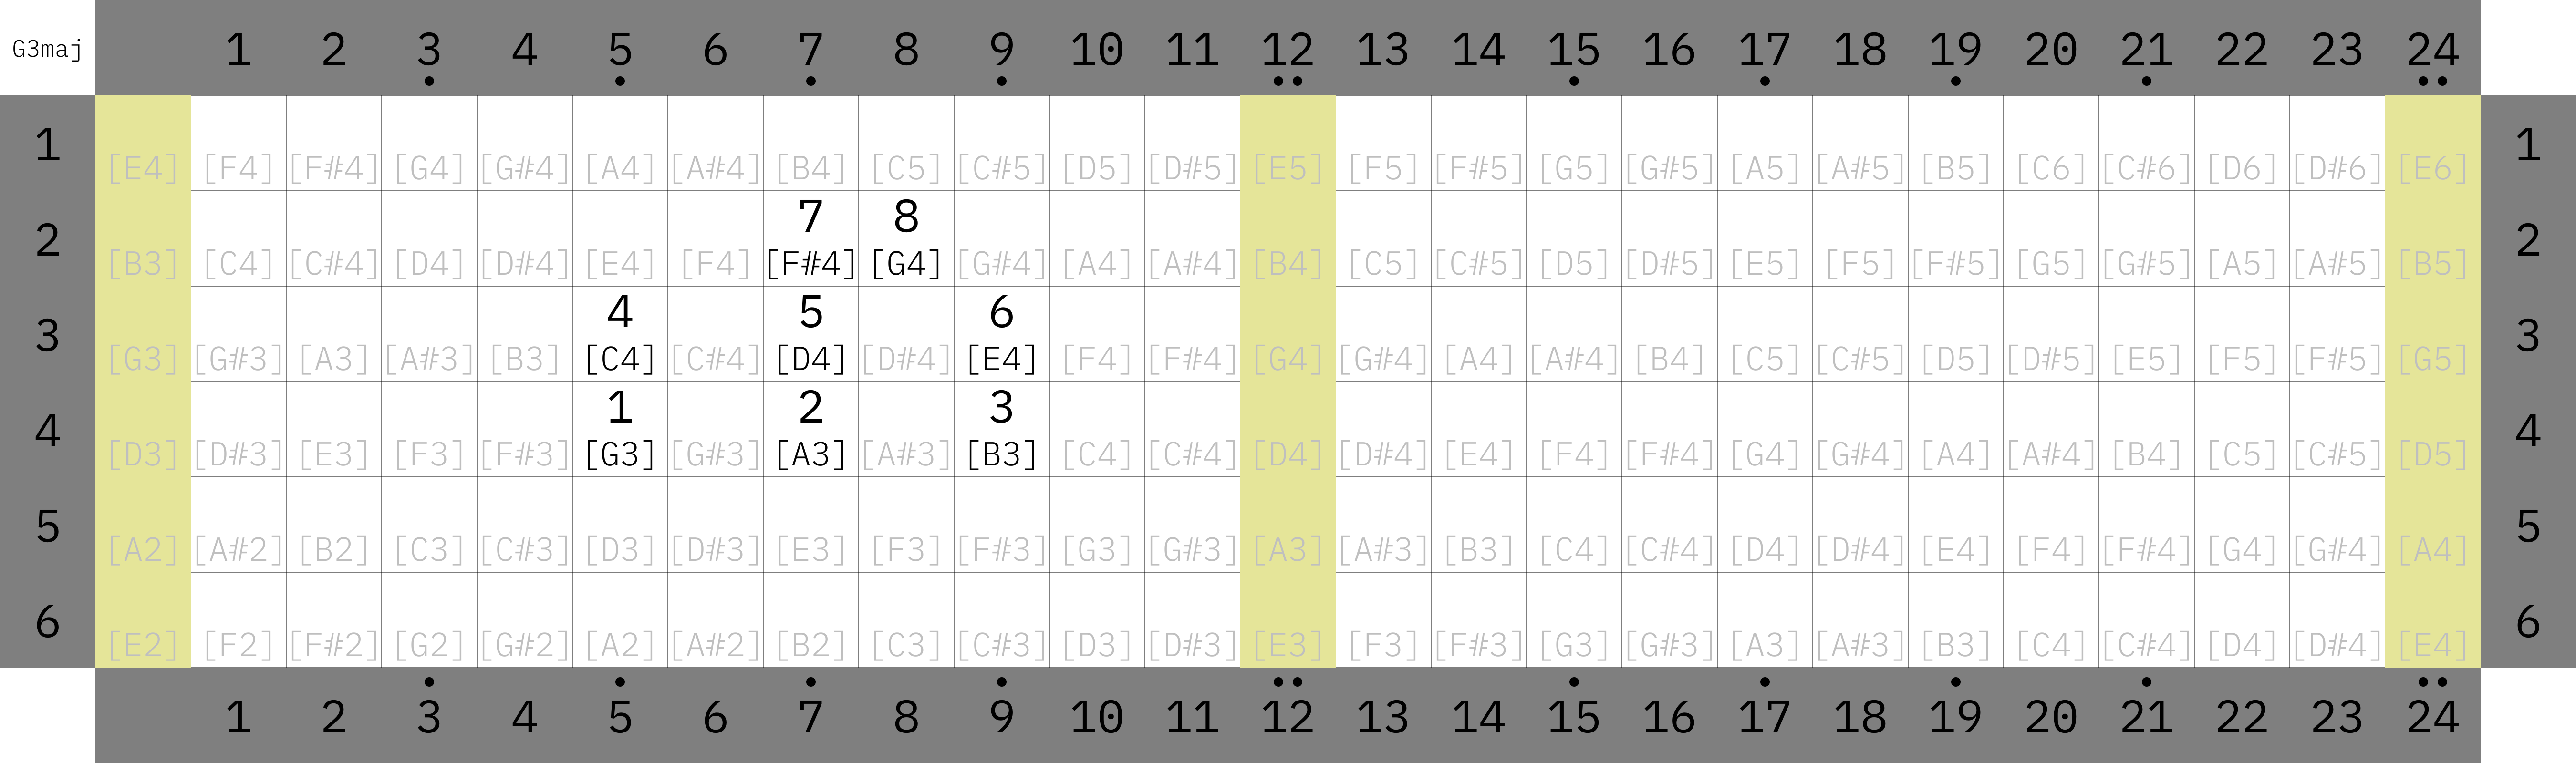 G3maj 1 2 3 4 5 6 7 8 9 10 11 12 13 14 15 16 17 18 19 20 21 22 23 24
1 [E4] [F4] [F#4] [G4] [G#4] [A4] [A#4] [B4] [C5] [C#5] [D5] [D#5] [E5] [F5] [F#5] [G5] [G#5] [A5] [A#5] [B5] [C6] [C#6] [D6] [D#6] [E6] 1
7 8
2 [B3] [C4] [C#4] [D4] [D#4] [E4] [F4] [F#4] [G4] [G#4] [A4] [A#4] [B4] [C5] [C#5] [D5] [D#5] [E5] [F5] [F#5] [G5] [G#5] [A5] [A#5] [B5] 2
4 5 6
3 [G3] [G#3] [A3] [A#3] [B3] [C4] [C#4] [D4] [D#4] [E4] [F4] [F#4] [G4] [G#4] [A4] [A#4] [B4] [C5] [C#5] [D5] [D#5] [E5] [F5] [F#5] [G5] 3
1 2 3
4 [D3] [D#3] [E3] [F3] [F#3] [G3] [G#3] [A3] [A#3] [B3] [C4] [C#4] [D4] [D#4] [E4] [F4] [F#4] [G4] [G#4] [A4] [A#4] [B4] [C5] [C#5] [D5] 4
5 [A2] [A#2] [B2] [C3] [C#3] [D3] [D#3] [E3] [F3] [F#3] [G3] [G#3] [A3] [A#3] [B3] [C4] [C#4] [D4] [D#4] [E4] [F4] [F#4] [G4] [G#4] [A4] 5
6 [E2] [F2] [F#2] [G2] [G#2] [A2] [A#2] [B2] [C3] [C#3] [D3] [D#3] [E3] [F3] [F#3] [G3] [G#3] [A3] [A#3] [B3] [C4] [C#4] [D4] [D#4] [E4] 6
1 2 3 4 5 6 7 8 9 10 11 12 13 14 15 16 17 18 19 20 21 22 23 24